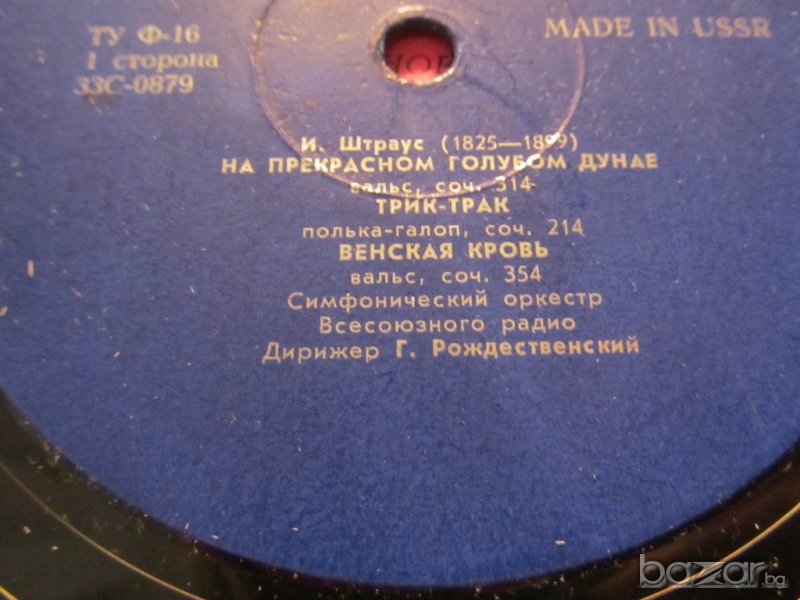 ТУ Ф-16
MADE IN USSR
1 сторона
33С-0879
И. Штраус (1825—1899)
НА ПРЕКРАСНОМ ГОЛУБОМ ДУНАЕ
вальс, соч. 314
ТРИК-ТРАК
полька-галоп, соч. 214
ВЕНСКАЯ КРОВЬ
вальс, соч. 354
Симфонический оркестр
Всесоюзного радио
Дирижер Г. Рождественский
bazar.bg